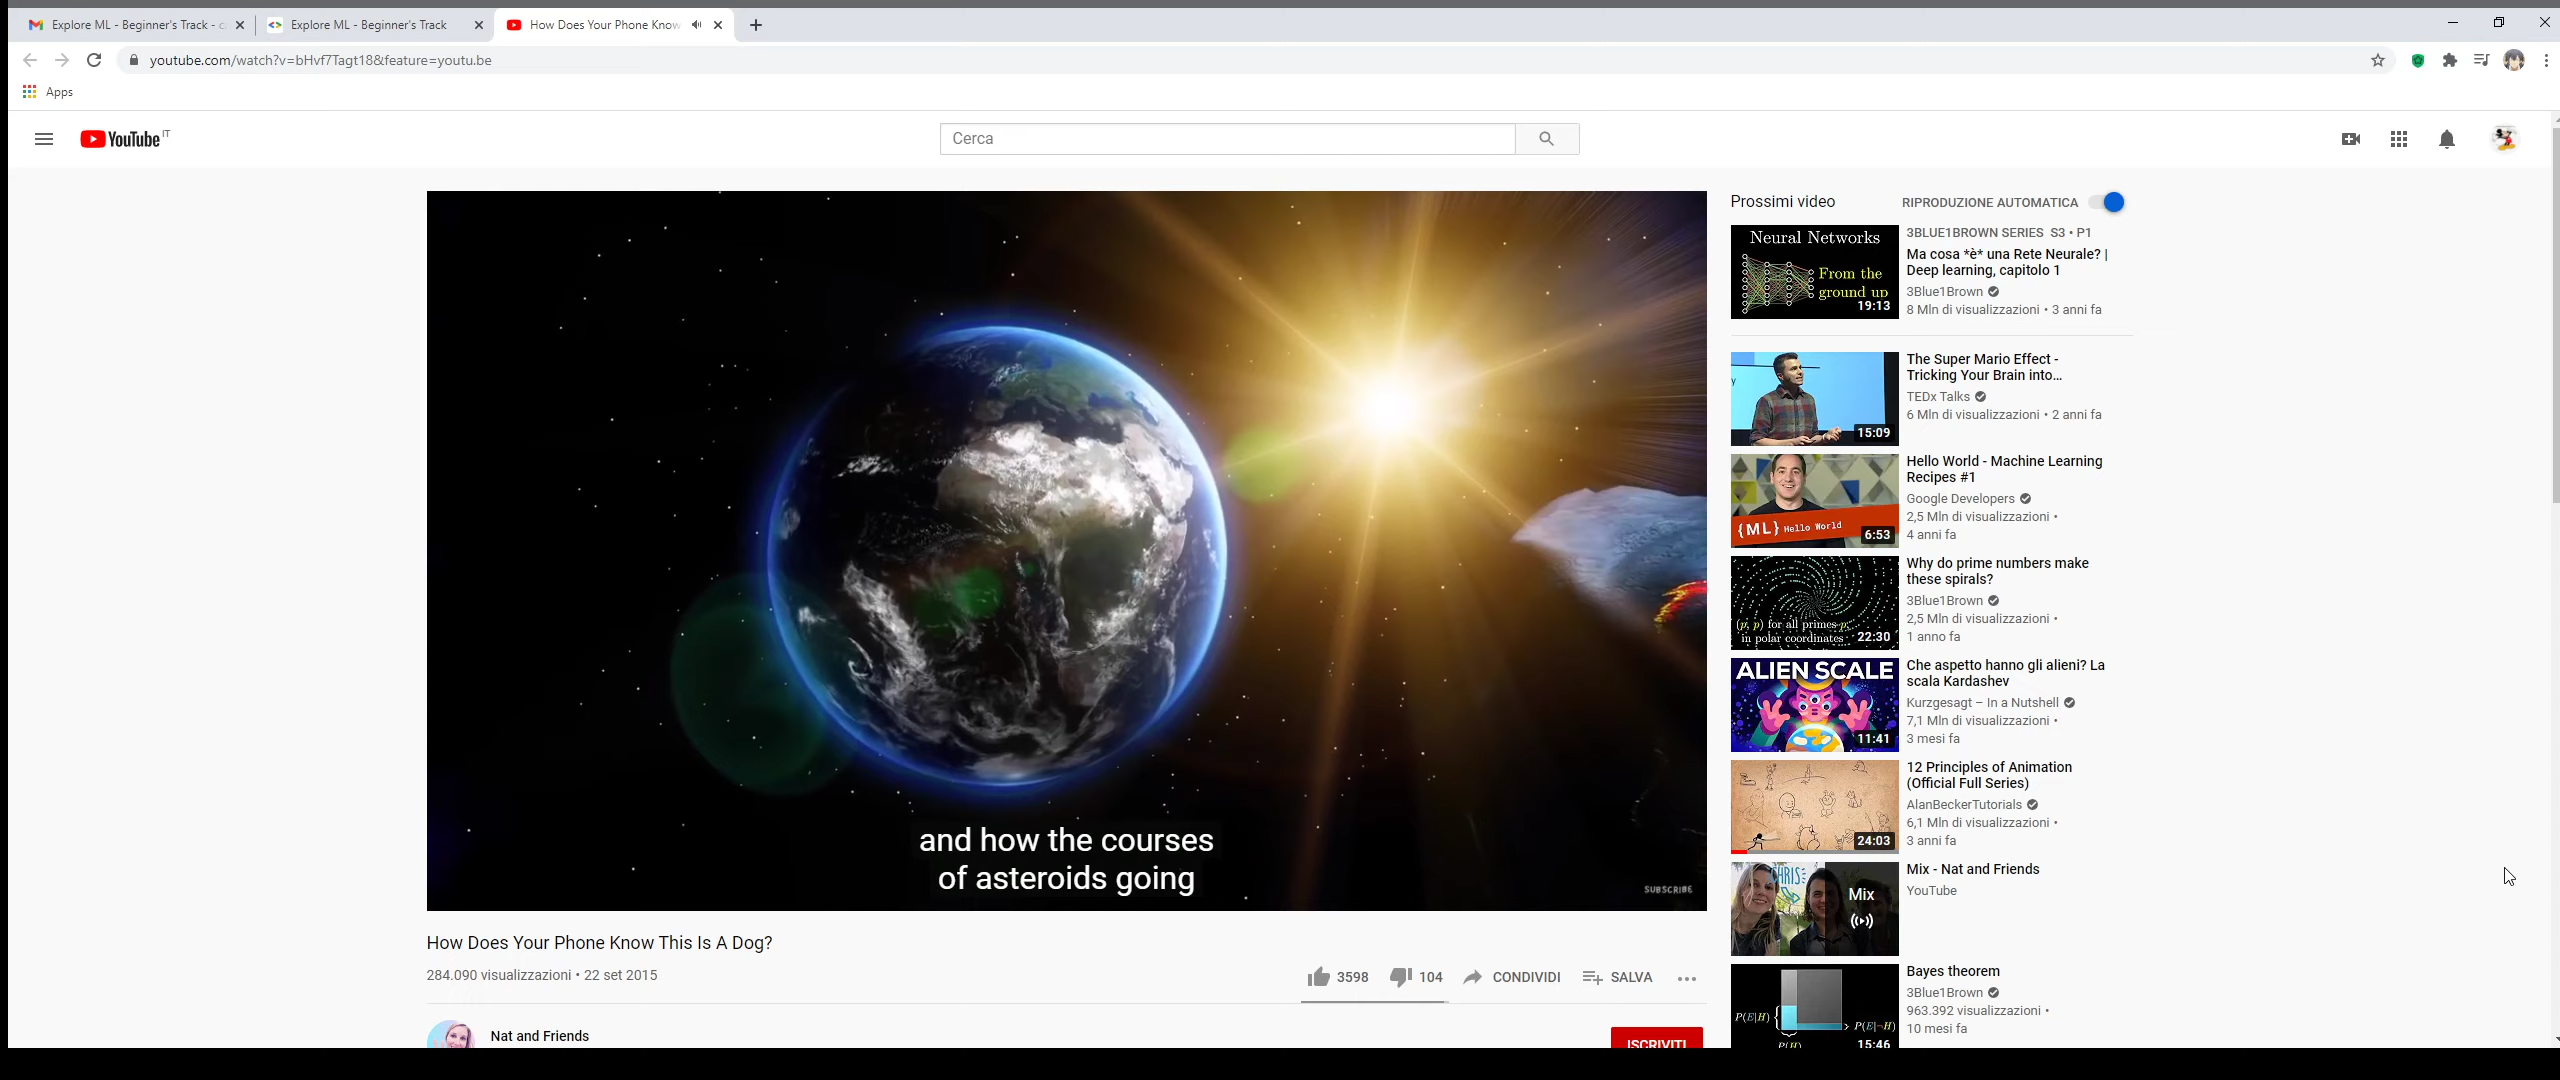 Explore ML - Beginner's Track - c
Explore ML - Beginner's Track
How Does Your Phone Know
youtube.com/watch?v=bHvf7Tagt18&feature=youtu.be
Apps
YouTube IT
Cerca
and how the courses
of asteroids going
SUBSCRIBE
How Does Your Phone Know This Is A Dog?
284.090 visualizzazioni • 22 set 2015
3598
104
CONDIVIDI
SALVA
Nat and Friends
ISCRIVITI
Prossimi video
RIPRODUZIONE AUTOMATICA
Neural Networks
From the
ground up
19:13
3BLUE1BROWN SERIES S3 • P1
Ma cosa *è* una Rete Neurale? |
Deep learning, capitolo 1
3Blue1Brown
8 Mln di visualizzazioni • 3 anni fa
15:09
The Super Mario Effect -
Tricking Your Brain into...
TEDx Talks
6 Mln di visualizzazioni • 2 anni fa
{ML} Hello World
6:53
Hello World - Machine Learning
Recipes #1
Google Developers
2,5 Mln di visualizzazioni •
4 anni fa
(p, p) for all primes p,
in polar coordinates
22:30
Why do prime numbers make
these spirals?
3Blue1Brown
2,5 Mln di visualizzazioni •
1 anno fa
ALIEN SCALE
11:41
Che aspetto hanno gli alieni? La
scala Kardashev
Kurzgesagt – In a Nutshell
7,1 Mln di visualizzazioni •
3 mesi fa
24:03
12 Principles of Animation
(Official Full Series)
AlanBeckerTutorials
6,1 Mln di visualizzazioni •
3 anni fa
CHRIS
Mix
Mix - Nat and Friends
YouTube
P(E|H)
P(E|¬H)
P(H)
15:46
Bayes theorem
3Blue1Brown
963.392 visualizzazioni •
10 mesi fa